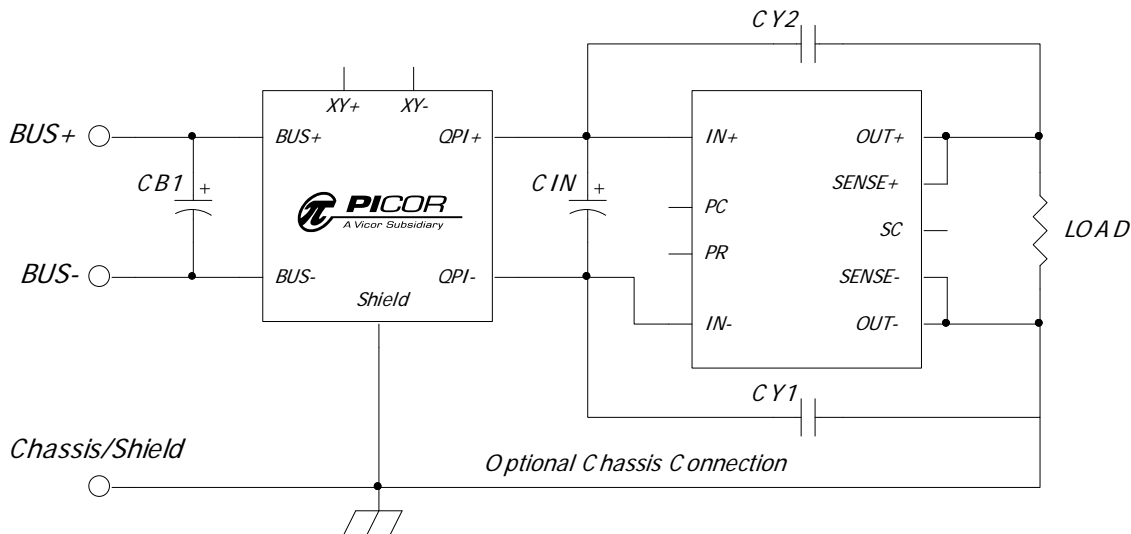 CY2
XY+ XY-
BUS+ BUS+ QPI+ IN+ OUT+
CB1 + CIN + SENSE+
π PICOR PC
A Vicor Subsidiary SC LOAD
PR
BUS- BUS- QPI- SENSE-
Shield
IN- OUT-
CY1
Chassis/Shield
Optional Chassis Connection